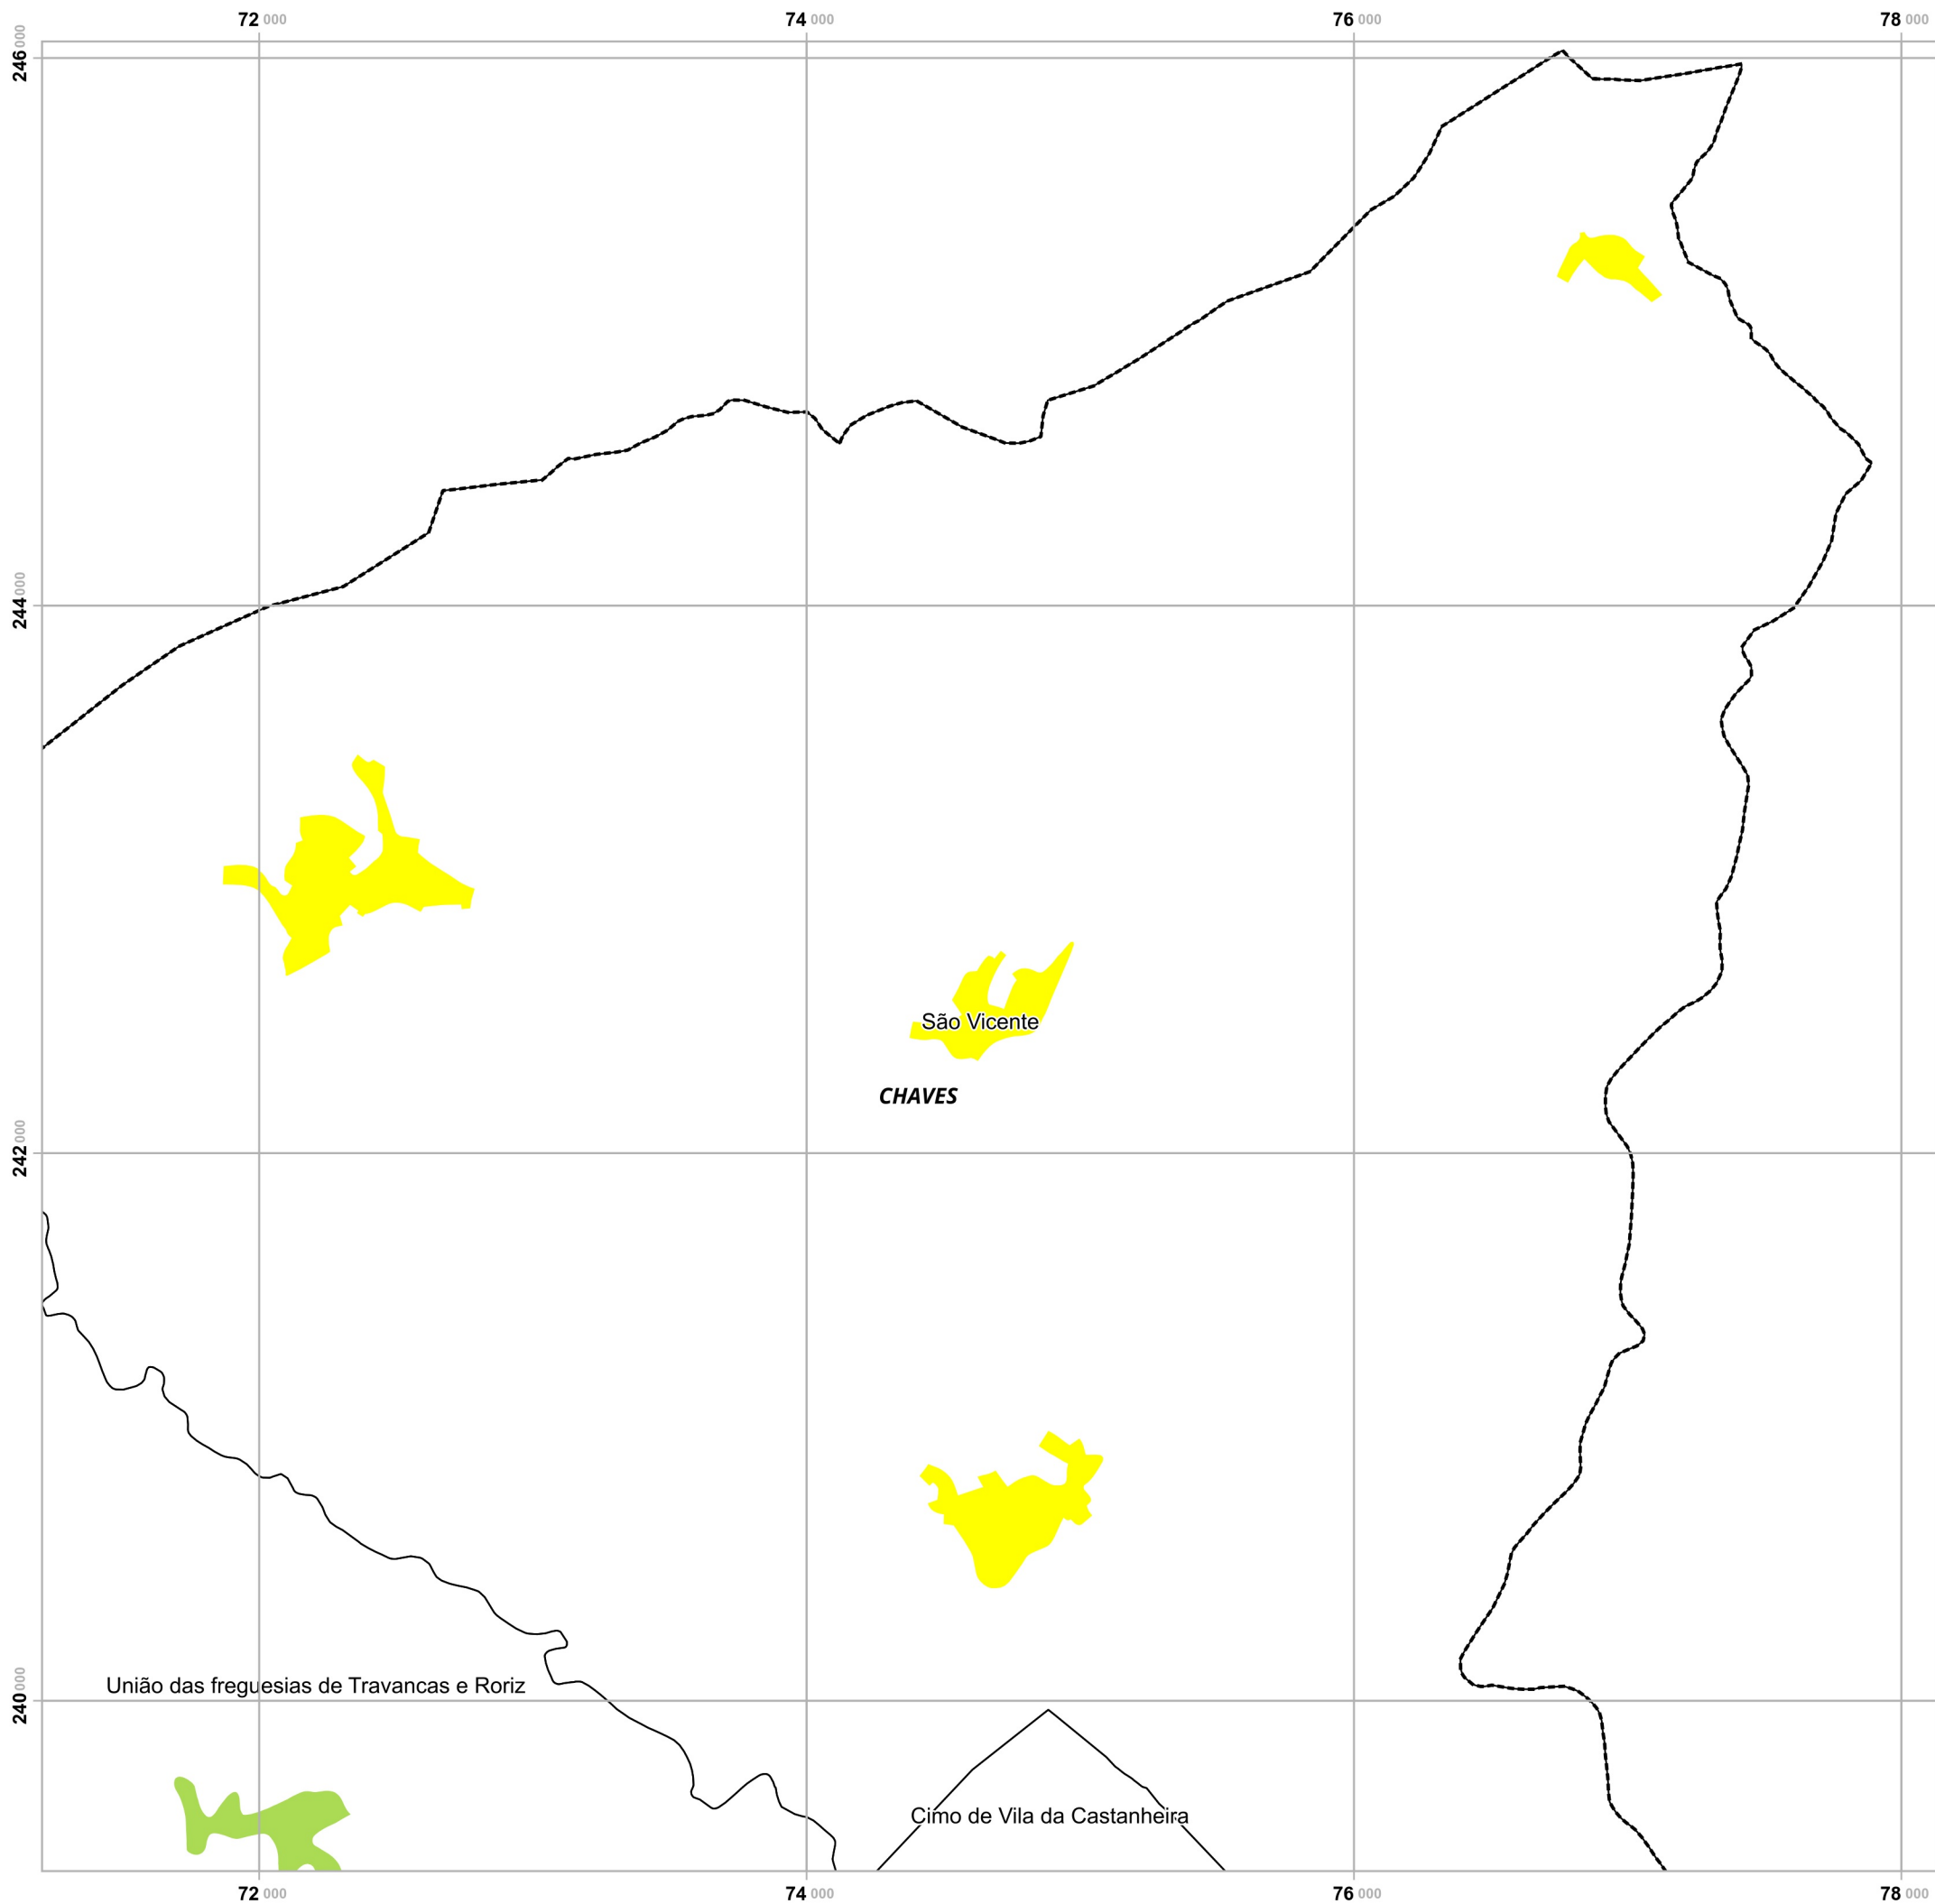 72 000 74 000 76 000 78 000
246 000
244 000
São Vicente
CHAVES
242 000
União das freguesias de Travancas e Roriz
240 000
Cimo de Vila da Castanheira
72 000 74 000 76 000 78 000